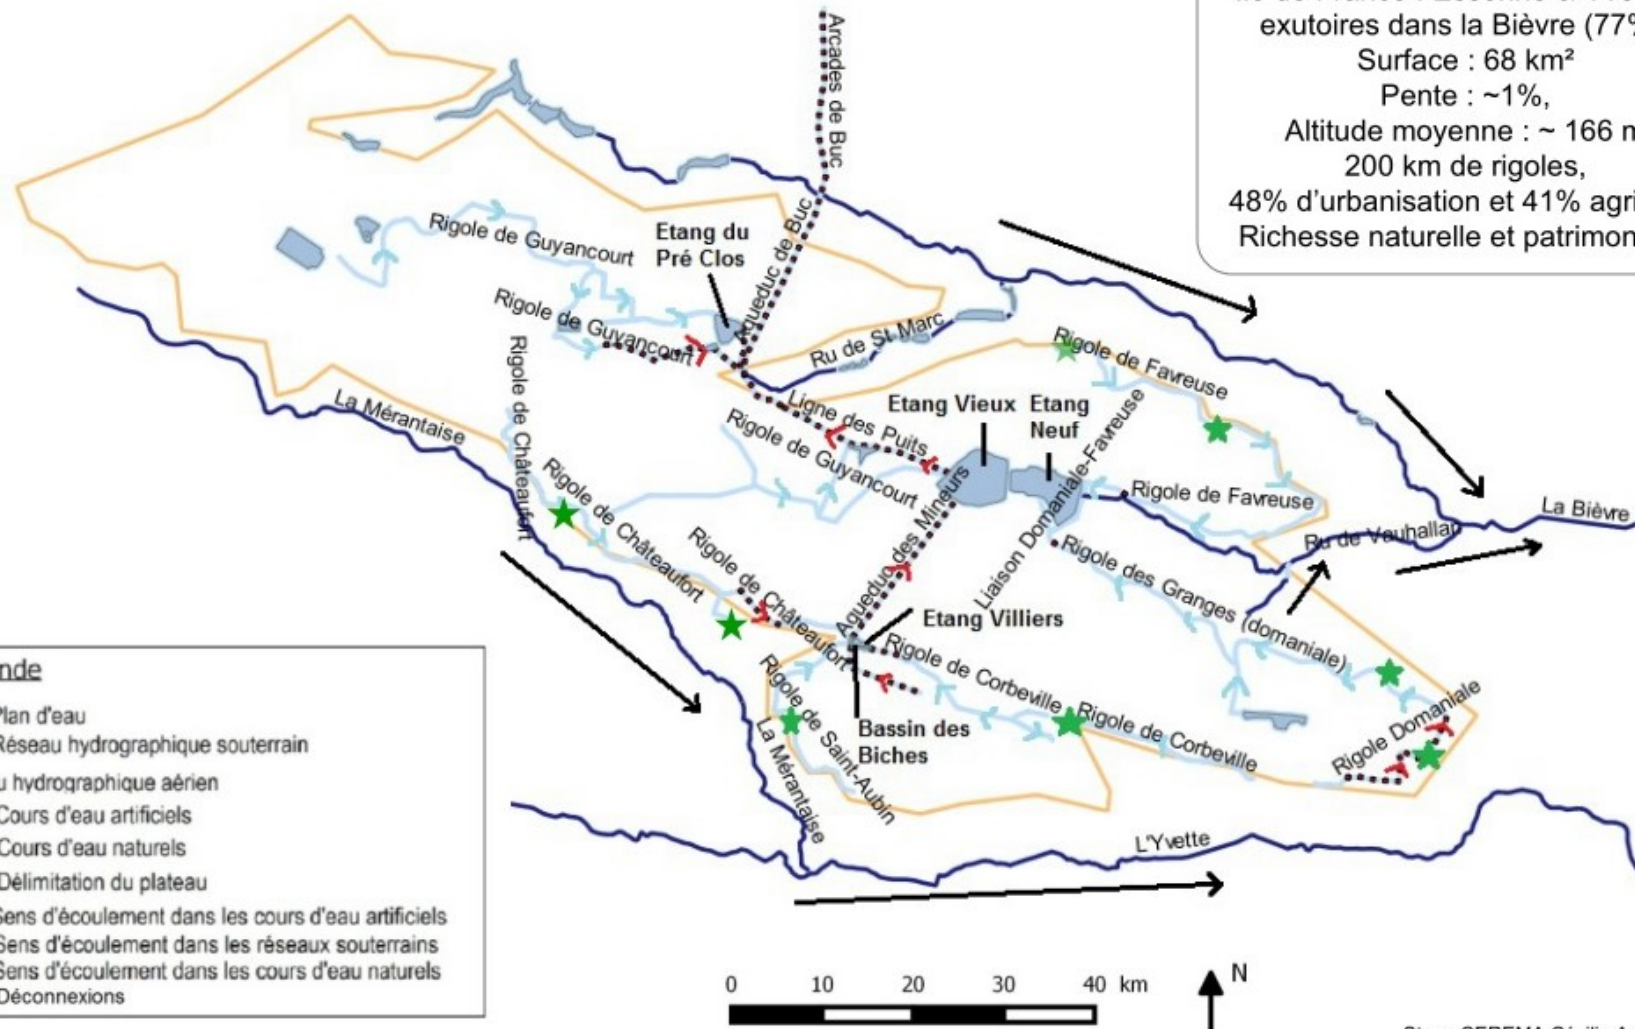 exutoires dans la Bièvre (77%
Surface : 68 km²
Pente : ~1%,
Altitude moyenne : ~ 166 m
200 km de rigoles,
48% d'urbanisation et 41% agri
Richesse naturelle et patrimon
Arcades de Buc
Aqueduc de Buc
Rigole de Guyancourt
Etang du
Pré Clos
Rigole de Guyancourt
Ru de St Marc
Rigole de Favreuse
La Mérantaise
Rigole de Châteaufort
Ligne des Puits
Etang Vieux
Etang
Neuf
Rigole de Guyancourt
Liaison Domaniale-Favreuse
Rigole de Favreuse
La Bièvre
Ru de Vauhallan
Rigole de Châteaufort
Aqueduc des Mineurs
Rigole de Châteaufort
Rigole des Granges (domaniale)
Etang Villiers
Rigole de Corbeville
Rigole de Corbeville
Rigole Domaniale
Rigole de Saint-Aubin
Bassin des
Biches
La Mérantaise
L'Yvette
nde
Plan d'eau
Réseau hydrographique souterrain
u hydrographique aérien
Cours d'eau artificiels
Cours d'eau naturels
Délimitation du plateau
Sens d'écoulement dans les cours d'eau artificiels
Sens d'écoulement dans les réseaux souterrains
Sens d'écoulement dans les cours d'eau naturels
Déconnexions
0 10 20 30 40 km
N